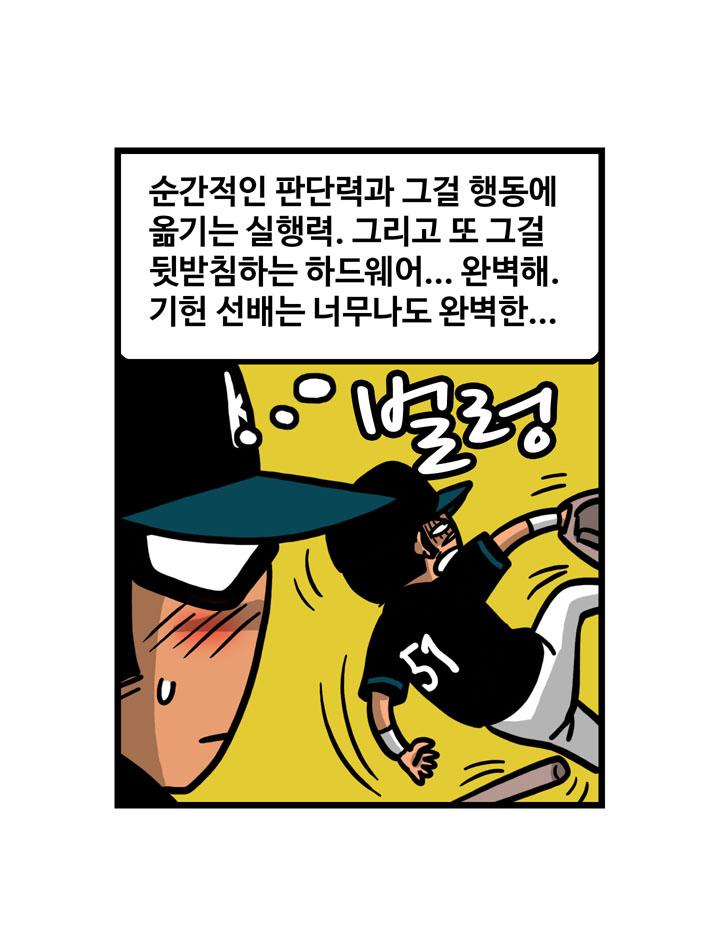 순간적인 판단력과 그걸 행동에
옮기는 실행력. 그리고 또 그걸
뒷받침하는 하드웨어... 완벽해.
기헌 선배는 너무나도 완벽한...
벌렁
51